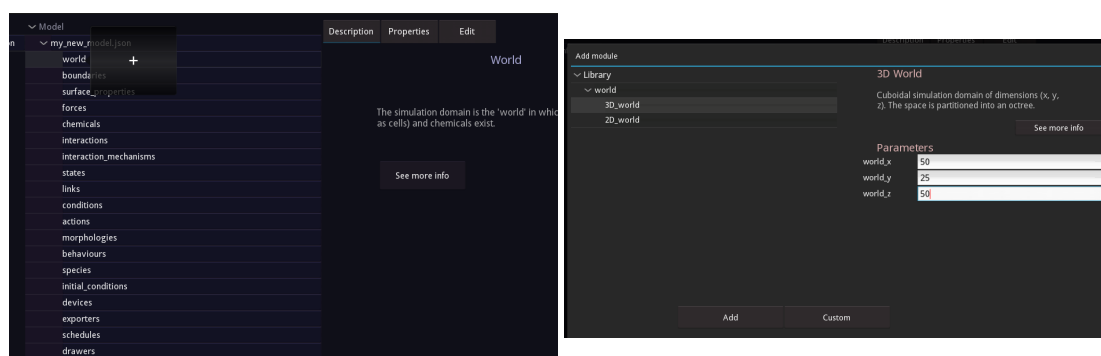 Model
my_new_model.json
world
+
boundaries
surface_properties
forces
chemicals
interactions
interaction_mechanisms
states
links
conditions
actions
morphologies
behaviours
species
initial_conditions
devices
exporters
schedules
drawers
Description Properties Edit
World
The simulation domain is the 'world' in
as cells) and chemicals exist.
See more info
Add module
Library
world
3D_world
2D_world
3D World
Cuboidal simulation domain of dimensions (x, y,
z). The space is partitioned into an octree.
See more info
Parameters
world_x 50
world_y 25
world_z 50
Add Custom